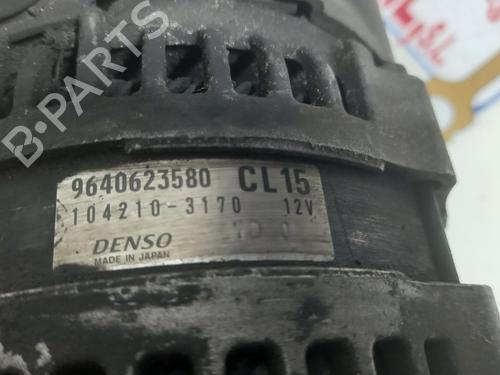 B-PARTS
9640623580 CL15
104210-3170 12V
DENSO
MADE IN JAPAN